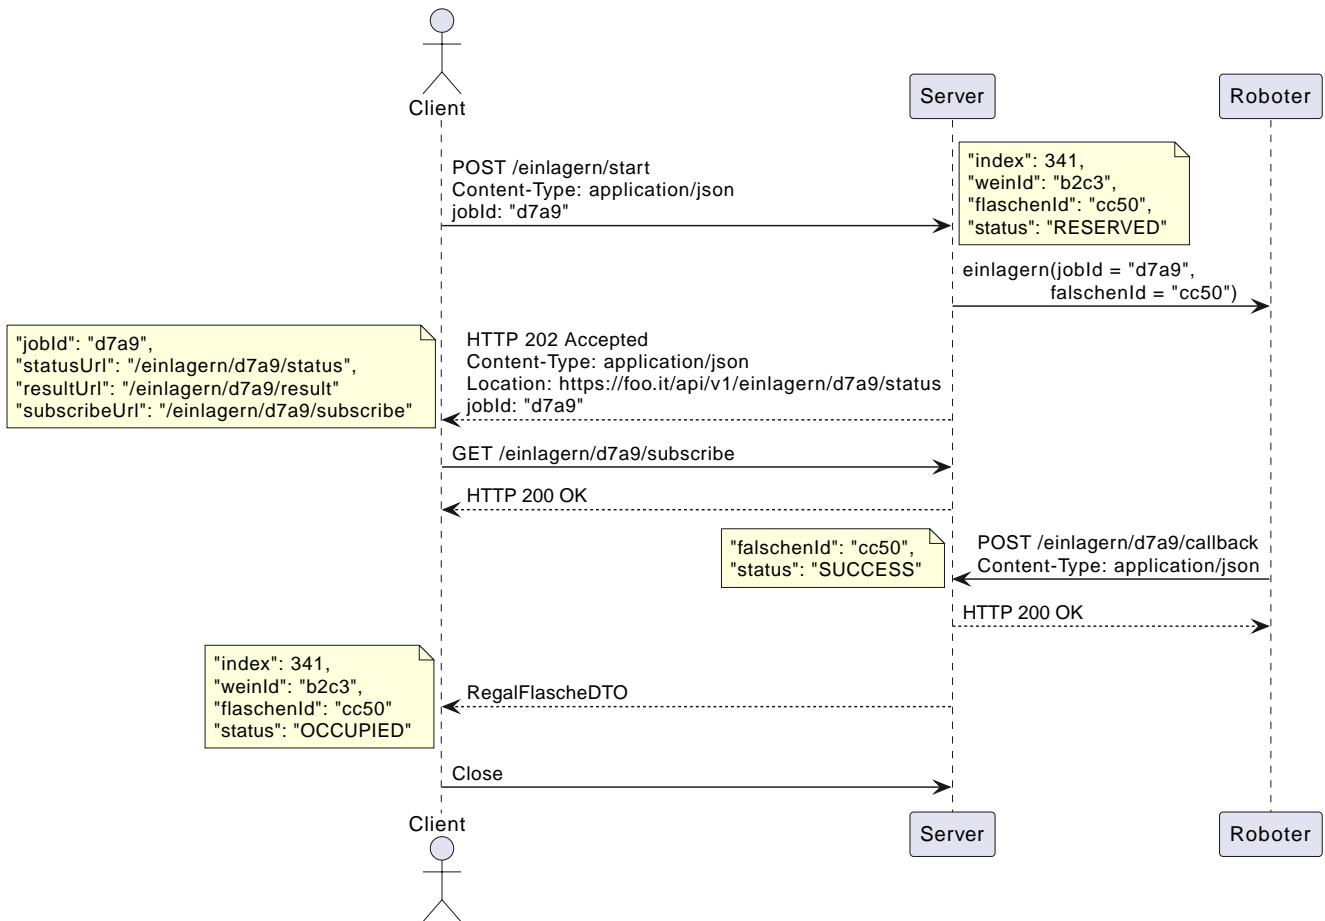 Client
Server
Roboter
POST /einlagern/start
Content-Type: application/json
jobId: "d7a9"
"index": 341,
"weinId": "b2c3",
"flaschenId": "cc50",
"status": "RESERVED"
einlagern(jobId = "d7a9",
falschenId = "cc50")
"jobId": "d7a9",
"statusUrl": "/einlagern/d7a9/status",
"resultUrl": "/einlagern/d7a9/result"
"subscribeUrl": "/einlagern/d7a9/subscribe"
HTTP 202 Accepted
Content-Type: application/json
Location: https://foo.it/api/v1/einlagern/d7a9/status
jobId: "d7a9"
GET /einlagern/d7a9/subscribe
HTTP 200 OK
"falschenId": "cc50",
"status": "SUCCESS"
POST /einlagern/d7a9/callback
Content-Type: application/json
HTTP 200 OK
"index": 341,
"weinId": "b2c3",
"flaschenId": "cc50"
"status": "OCCUPIED"
RegalFlascheDTO
Close
Client
Server
Roboter